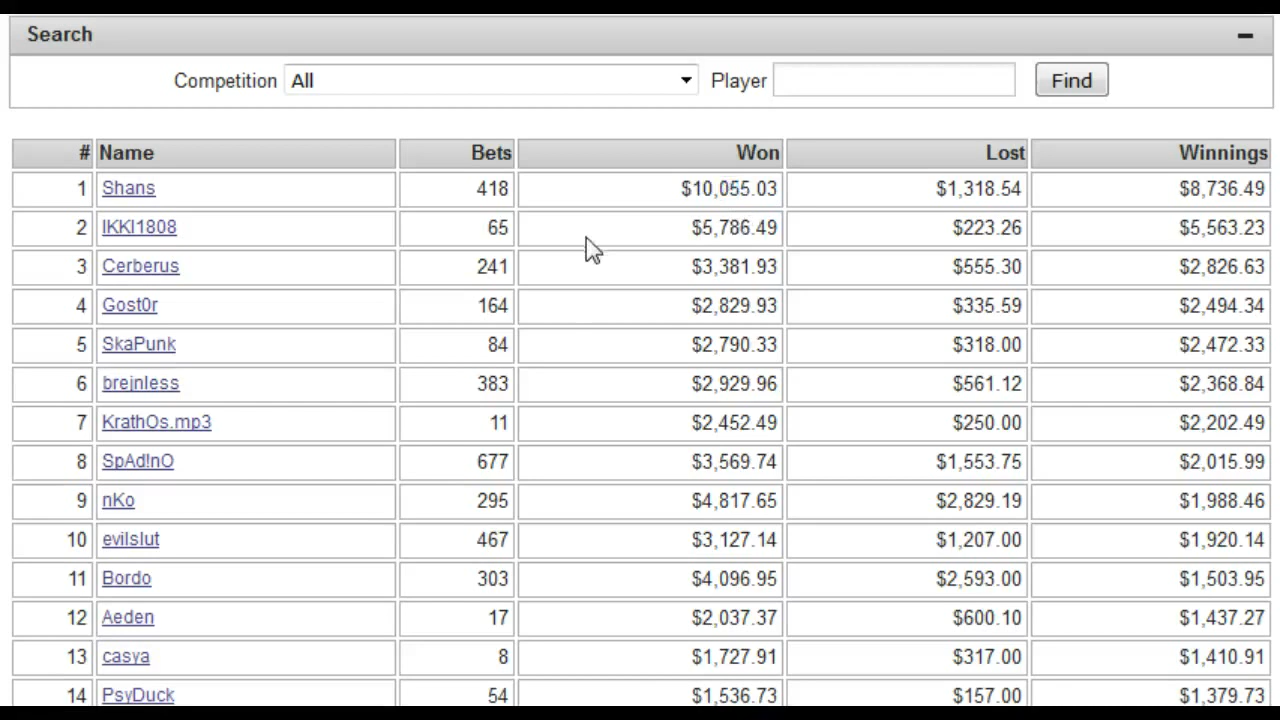 Search
Competition All Player Find
# Name Bets Won Lost Winnings
1 Shans 418 $10,055.03 $1,318.54 $8,736.49
2 IKKI1808 65 $5,786.49 $223.26 $5,563.23
3 Cerberus 241 $3,381.93 $555.30 $2,826.63
4 Gost0r 164 $2,829.93 $335.59 $2,494.34
5 SkaPunk 84 $2,790.33 $318.00 $2,472.33
6 brejnless 383 $2,929.96 $561.12 $2,368.84
7 KrathOs.mp3 11 $2,452.49 $250.00 $2,202.49
8 SpAd!nO 677 $3,569.74 $1,553.75 $2,015.99
9 nKo 295 $4,817.65 $2,829.19 $1,988.46
10 evilslut 467 $3,127.14 $1,207.00 $1,920.14
11 Bordo 303 $4,096.95 $2,593.00 $1,503.95
12 Aeden 17 $2,037.37 $600.10 $1,437.27
13 casya 8 $1,727.91 $317.00 $1,410.91
14 PsyDuck 54 $1,536.73 $157.00 $1,379.73